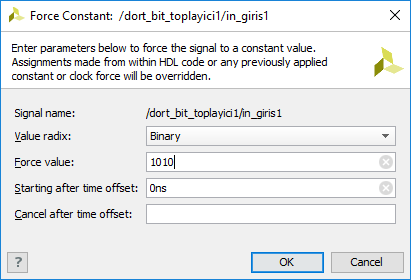 Force Constant: /dort_bit_toplayici1/in_giris1
Enter parameters below to force the signal to a constant value.
Assignments made from within HDL code or any previously applied
constant or clock force will be overridden.
Signal name: /dort_bit_toplayici1/in_giris1
Value radix: Binary
Force value: 1010
Starting after time offset: 0ns
Cancel after time offset:
? OK Cancel